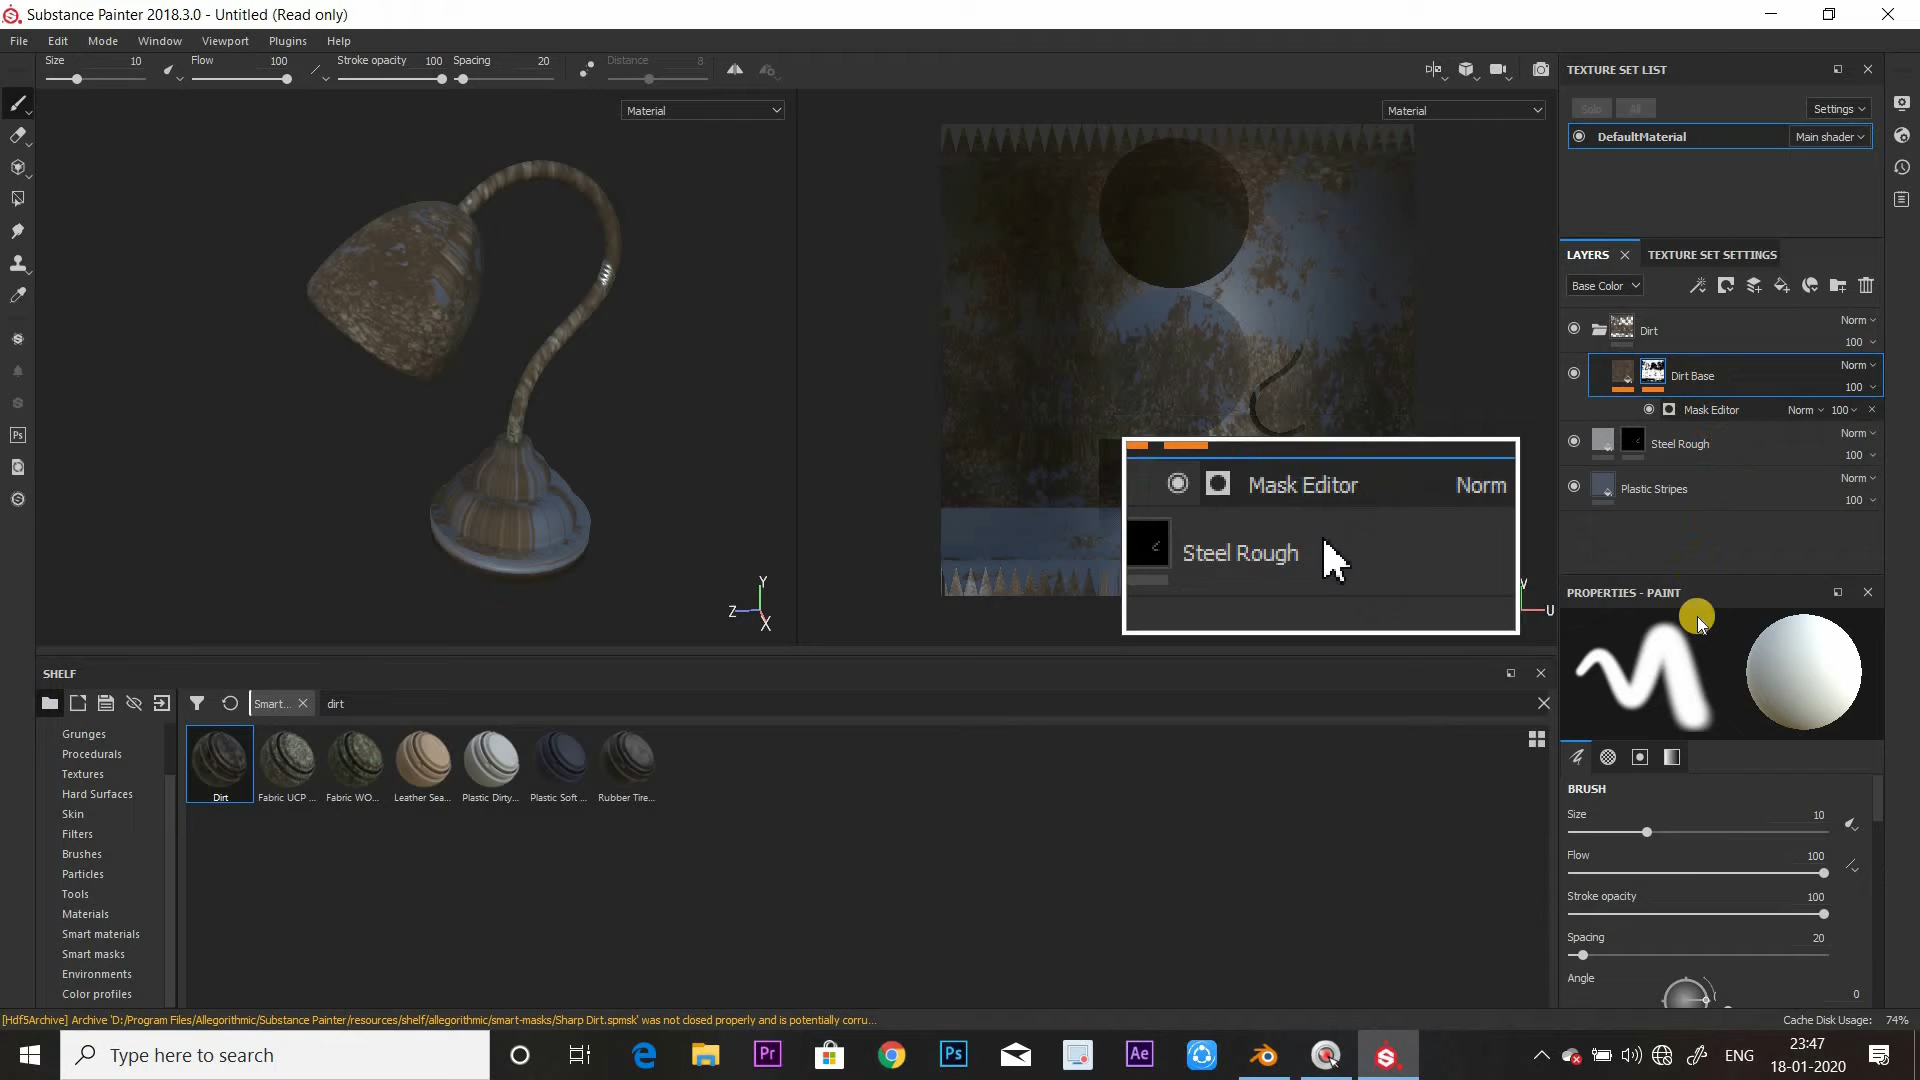 Substance Painter 2018.3.0 - Untitled (Read only)
File Edit Mode Window Viewport Plugins Help
Size 10 Flow 100 Stroke opacity 100 Spacing 20 Distance 8
Material
Material
TEXTURE SET LIST
Solo All Settings
DefaultMaterial Main shader
LAYERS TEXTURE SET SETTINGS
Base Color
Dirt Norm 100
Dirt Base Norm 100
Mask Editor Norm 100
Steel Rough Norm 100
Plastic Stripes Norm 100
Mask Editor Norm
Steel Rough
Y
Z
X
U
PROPERTIES - PAINT
BRUSH
Size 10
Flow 100
Stroke opacity 100
Spacing 20
Angle 0
SHELF
Smart... dirt
Grunges
Procedurals
Textures
Hard Surfaces
Skin
Filters
Brushes
Particles
Tools
Materials
Smart materials
Smart masks
Environments
Color profiles
Dirt Fabric UCP ... Fabric WO... Leather Sea... Plastic Dirty... Plastic Soft ... Rubber Tire...
[Hdf5Archive] Archive 'D:/Program Files/Allegorithmic/Substance Painter/resources/shelf/allegorithmic/smart-masks/Sharp Dirt.spmsk' was not closed properly and is potentially corru...
Cache Disk Usage: 74%
Type here to search
Pr
Ps
Ae
ENG
23:47
18-01-2020